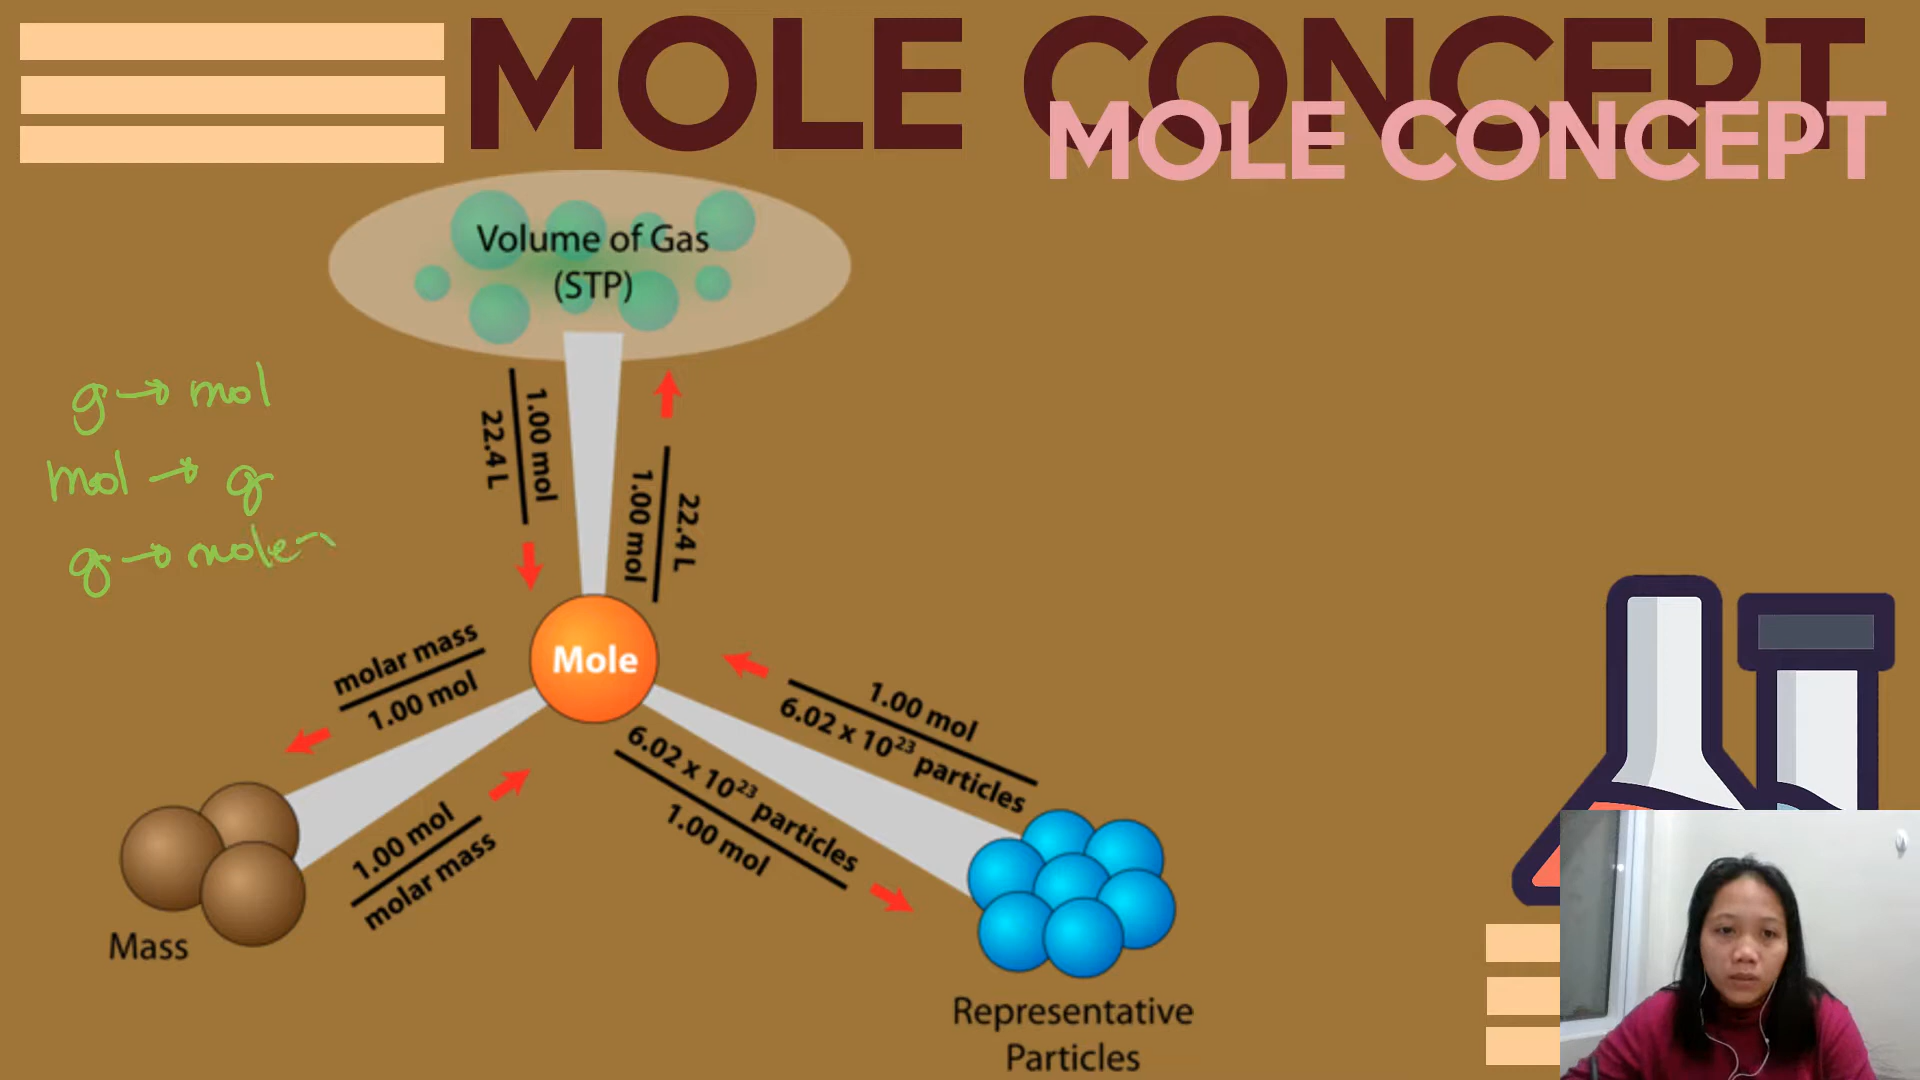 MOLE CONCEPT
MOLE CONCEPT
Volume of Gas
(STP)
g → mol
mol → g
g →
1.00 mol
22.4 L
22.4 L
1.00 mol
molar mass
1.00 mol
Mole
1.00 mol
6.02 x 10²³ particles
6.02 x 10²³ particles
1.00 mol
1.00 mol
molar mass
Mass
Representative
Particles